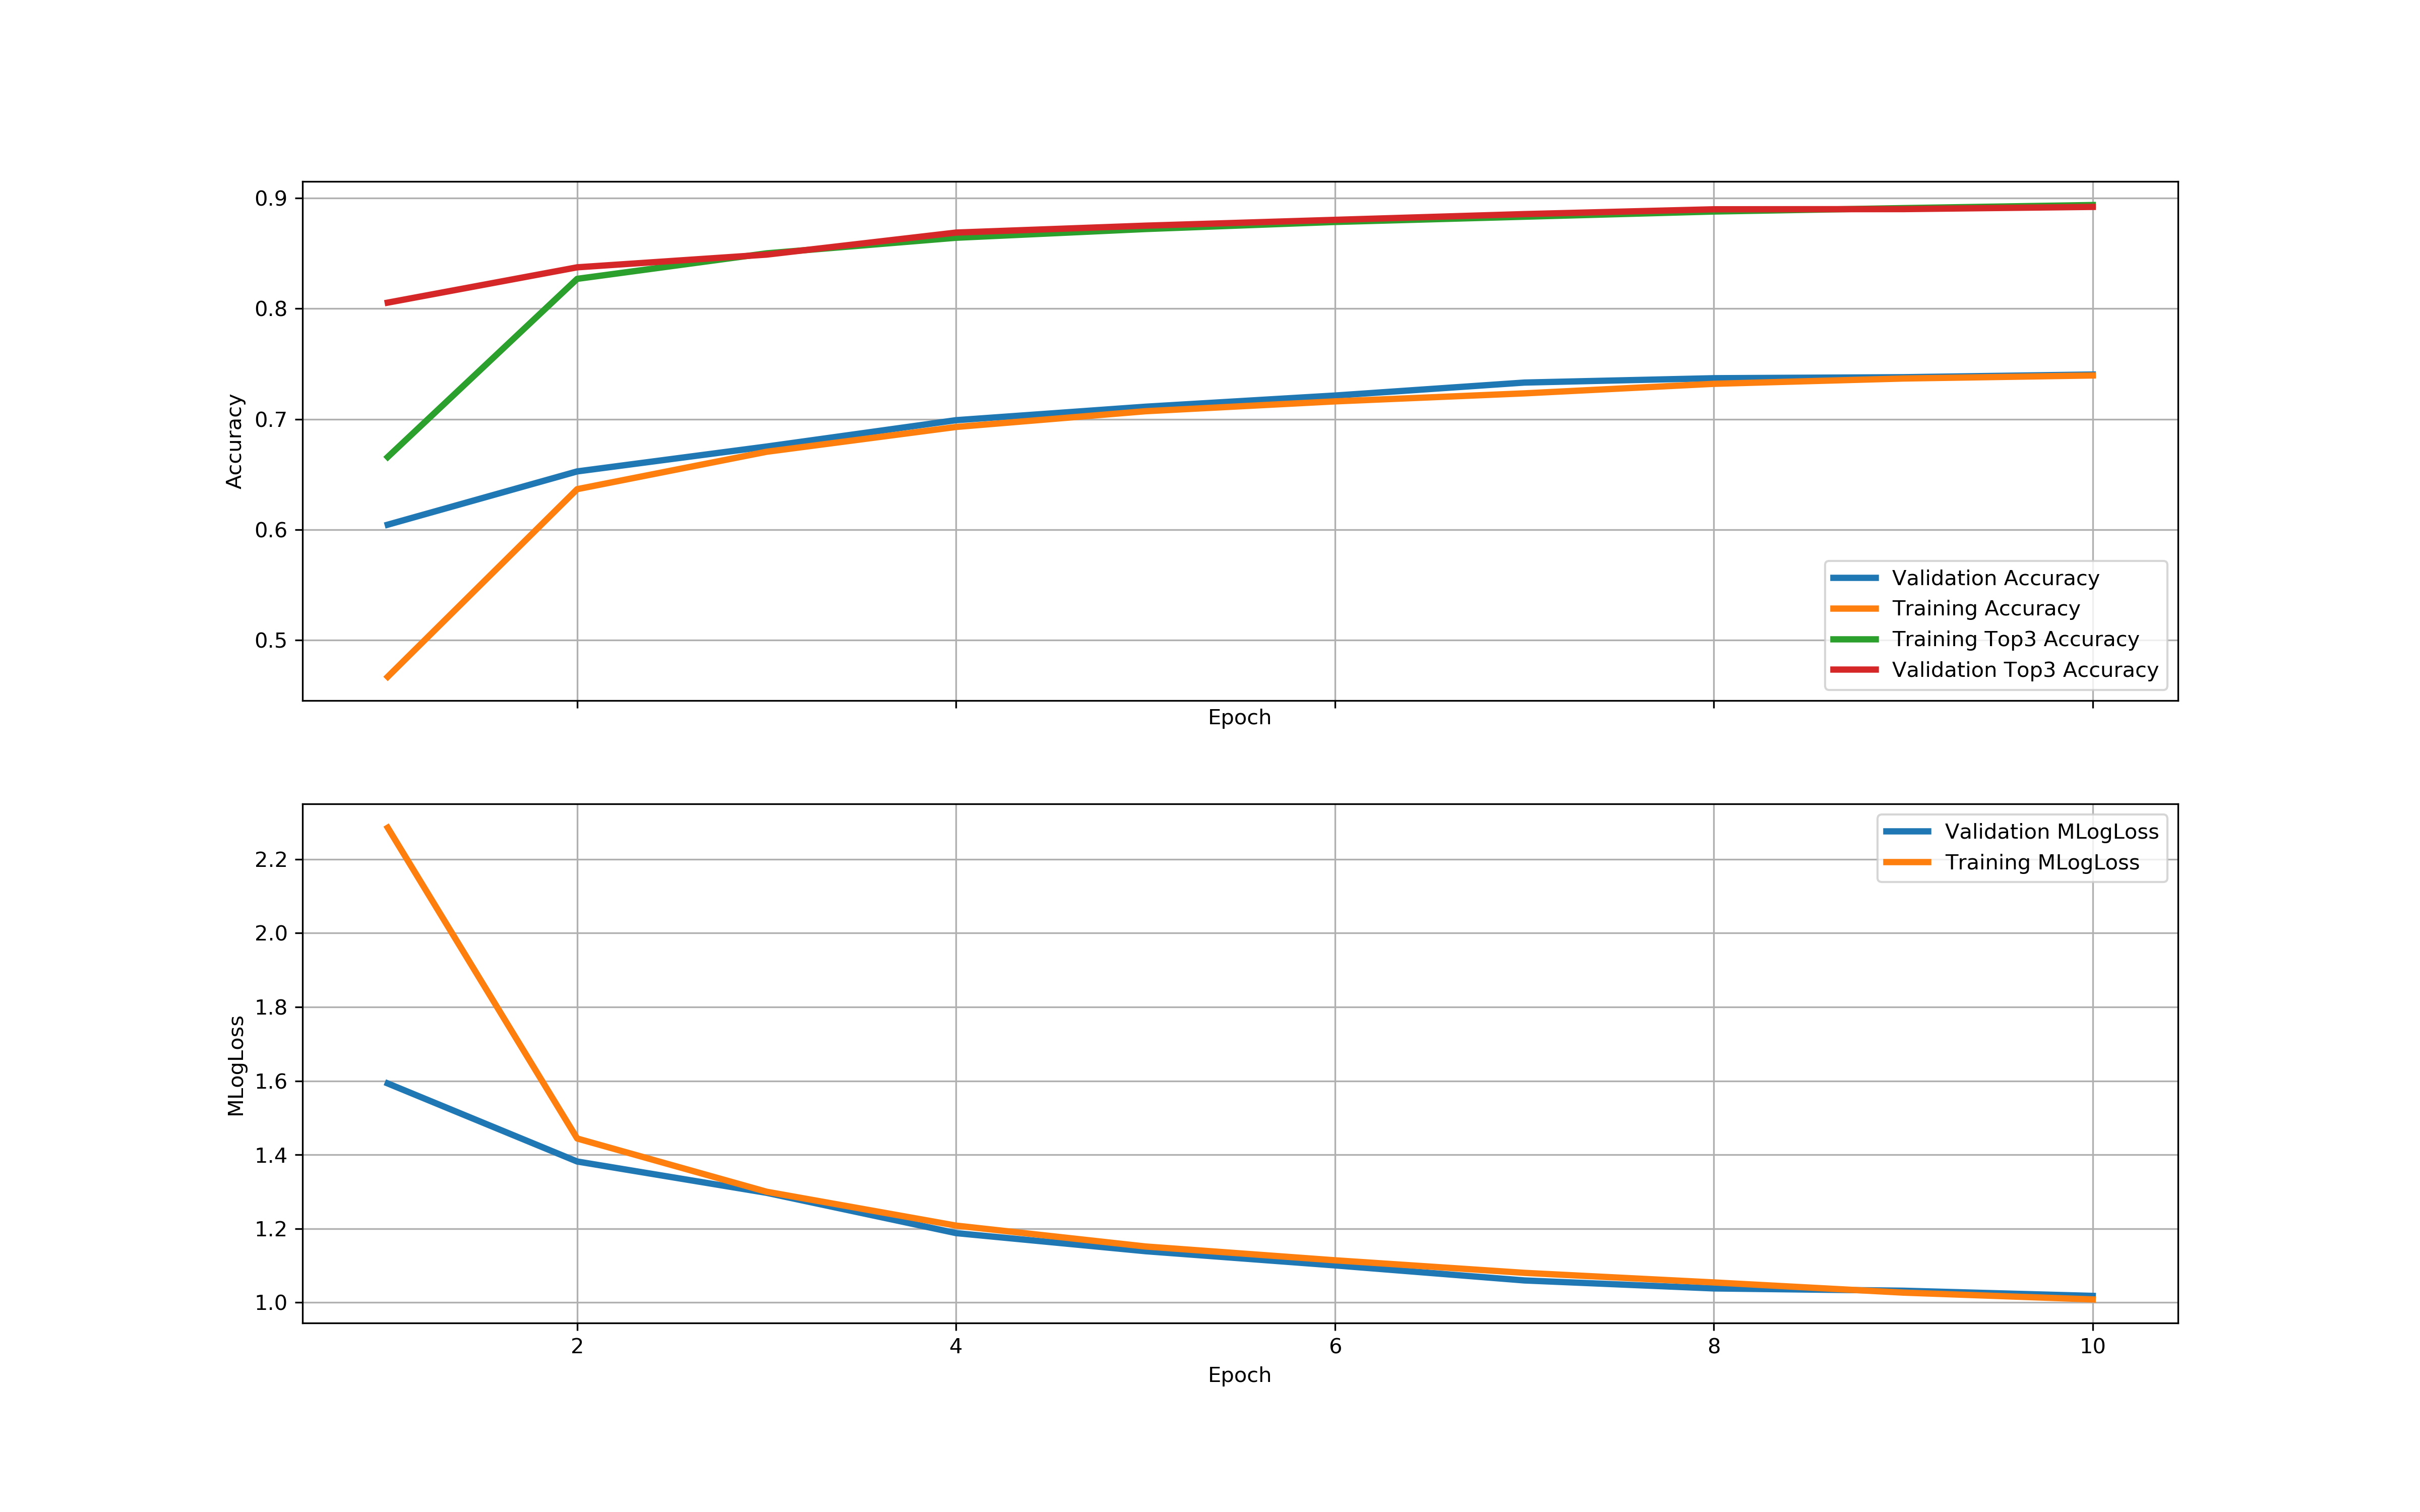 0.9
0.8
0.7
0.6
0.5
Accuracy
Validation Accuracy
Training Accuracy
Training Top3 Accuracy
Validation Top3 Accuracy
Epoch
2.2
2.0
1.8
1.6
1.4
1.2
1.0
MLogLoss
Validation MLogLoss
Training MLogLoss
2 4 6 8 10
Epoch